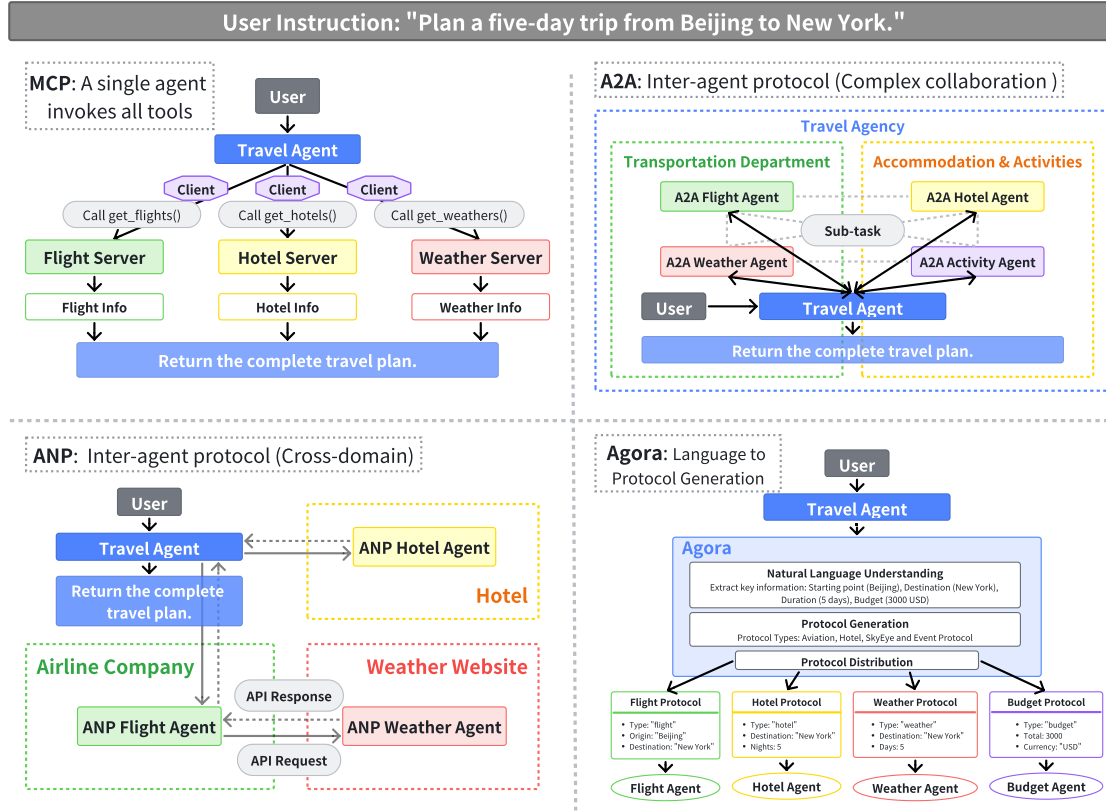 User Instruction: "Plan a five-day trip from Beijing to New York."
MCP: A single agent
invokes all tools
User
Travel Agent
Client
Client
Client
Call get_flights()
Call get_hotels()
Call get_weathers()
Flight Server
Hotel Server
Weather Server
Flight Info
Hotel Info
Weather Info
Return the complete travel plan.
A2A: Inter-agent protocol (Complex collaboration )
Travel Agency
Transportation Department
Accommodation & Activities
A2A Flight Agent
A2A Hotel Agent
Sub-task
A2A Weather Agent
A2A Activity Agent
User
Travel Agent
Return the complete travel plan.
ANP: Inter-agent protocol (Cross-domain)
User
Travel Agent
ANP Hotel Agent
Return the complete
travel plan.
Hotel
Airline Company
Weather Website
API Response
ANP Flight Agent
ANP Weather Agent
API Request
Agora: Language to
Protocol Generation
User
Travel Agent
Agora
Natural Language Understanding
Extract key information: Starting point (Beijing), Destination (New York),
Duration (5 days), Budget (3000 USD)
Protocol Generation
Protocol Types: Aviation, Hotel, SkyEye and Event Protocol
Protocol Distribution
Flight Protocol
• Type: "flight"
• Origin: "Beijing"
• Destination: "New York"
Hotel Protocol
• Type: "hotel"
• Destination: "New York"
• Nights: 5
Weather Protocol
• Type: "weather"
• Destination: "New York"
• Days: 5
Budget Protocol
• Type: "budget"
• Total: 3000
• Currency: "USD"
Flight Agent
Hotel Agent
Weather Agent
Budget Agent